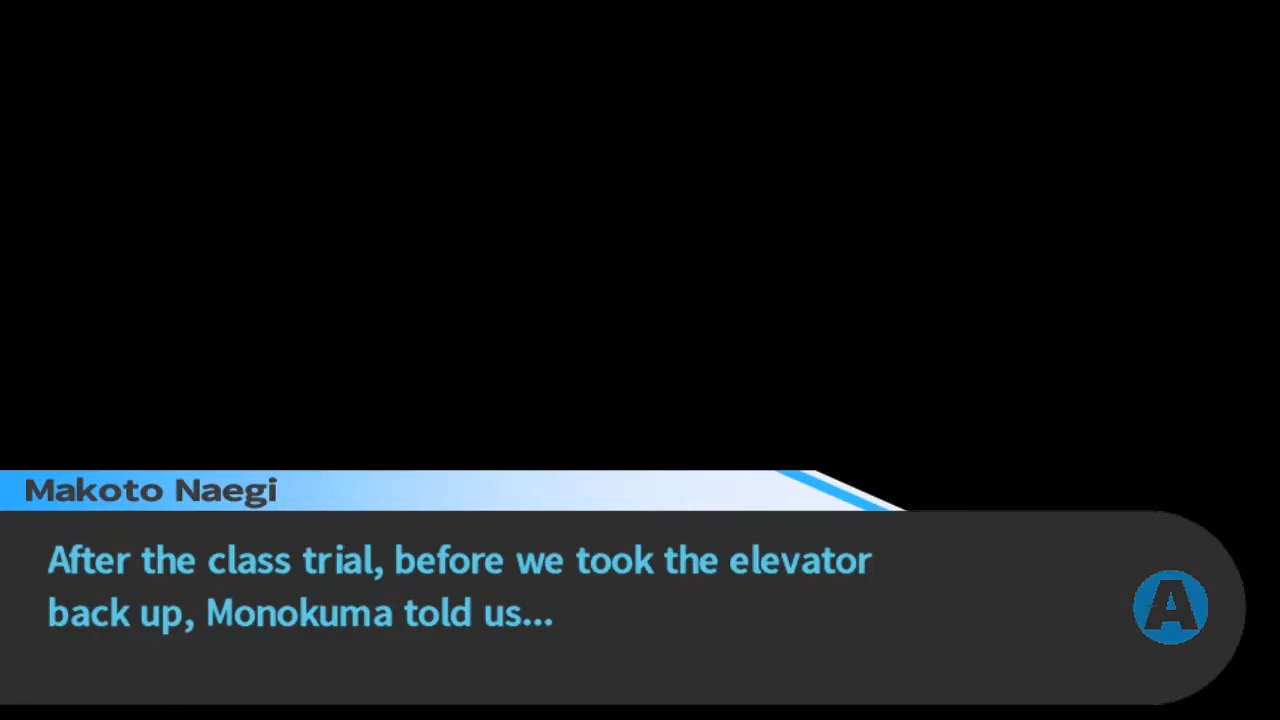 Makoto Naegi
After the class trial, before we took the elevator
back up, Monokuma told us...
A